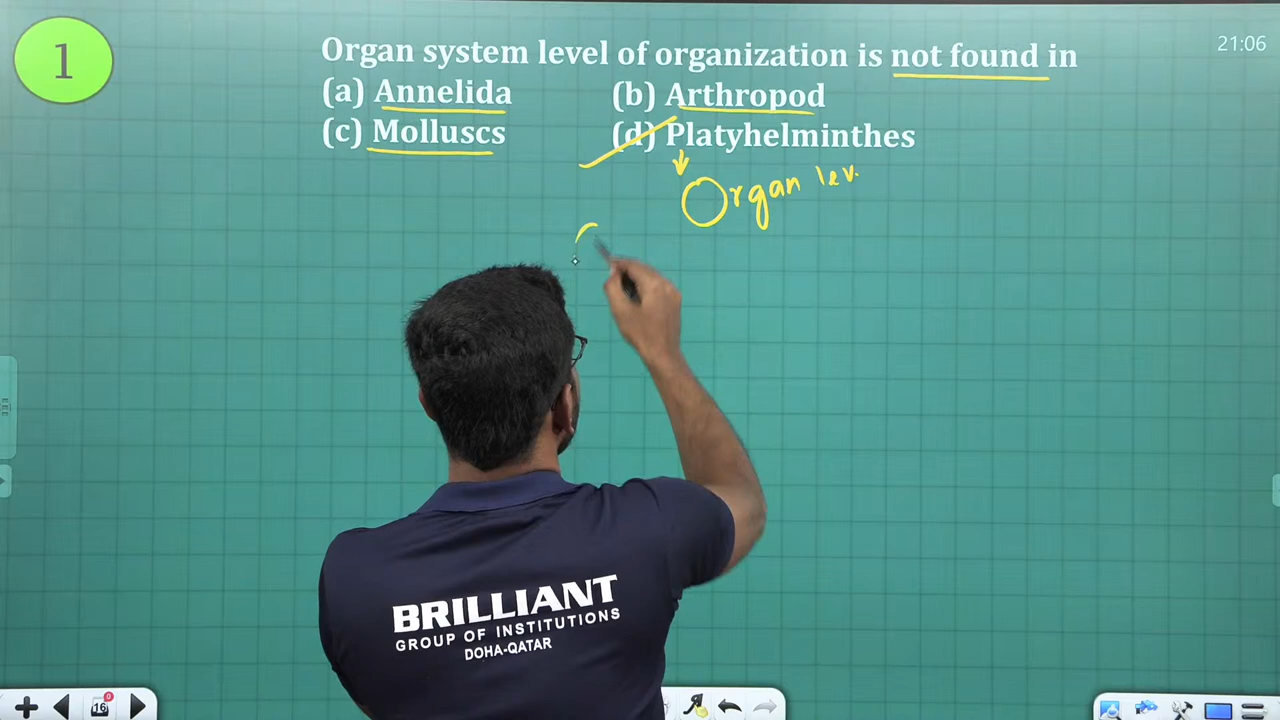 1
Organ system level of organization is not found in
21:06
(a) Annelida (b) Arthropod
(c) Molluscs (d) Platyhelminthes
Organ lev.
BRILLIANT
GROUP OF INSTITUTIONS
DOHA-QATAR
16
0